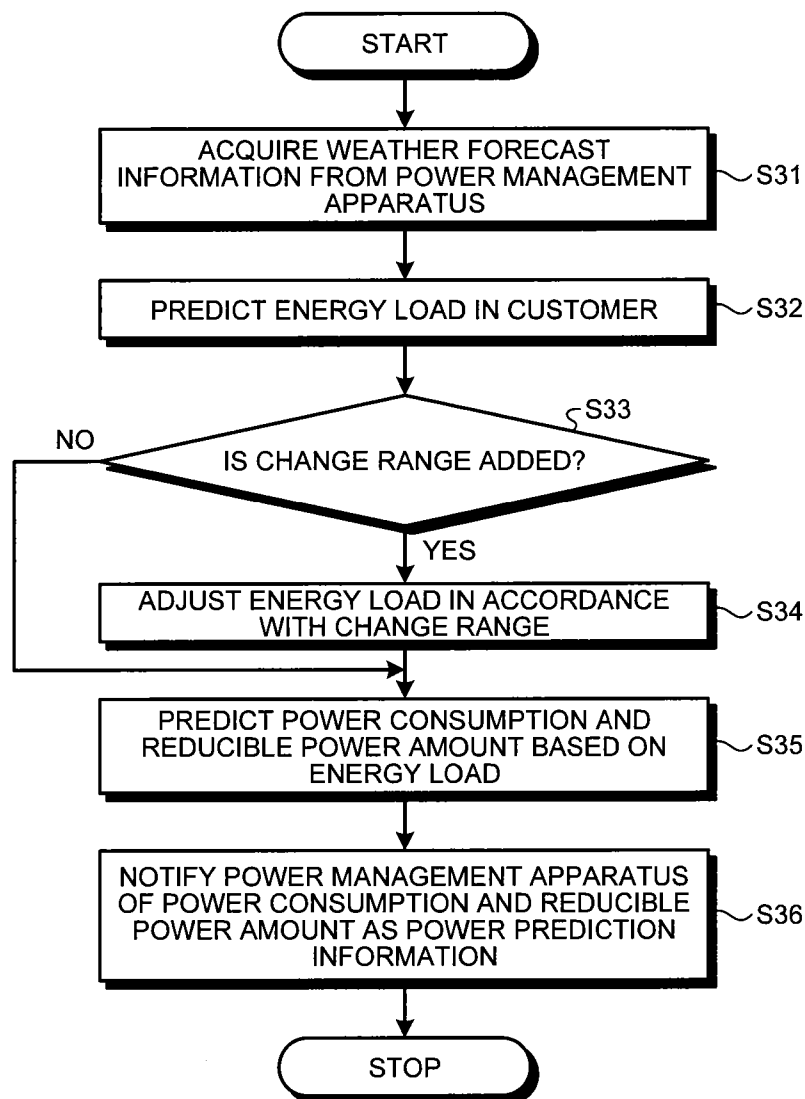 START
ACQUIRE WEATHER FORECAST
INFORMATION FROM POWER MANAGEMENT
APPARATUS
S31
PREDICT ENERGY LOAD IN CUSTOMER
S32
S33
NO
IS CHANGE RANGE ADDED?
YES
ADJUST ENERGY LOAD IN ACCORDANCE
WITH CHANGE RANGE
S34
PREDICT POWER CONSUMPTION AND
REDUCIBLE POWER AMOUNT BASED ON
ENERGY LOAD
S35
NOTIFY POWER MANAGEMENT APPARATUS
OF POWER CONSUMPTION AND REDUCIBLE
POWER AMOUNT AS POWER PREDICTION
INFORMATION
S36
STOP